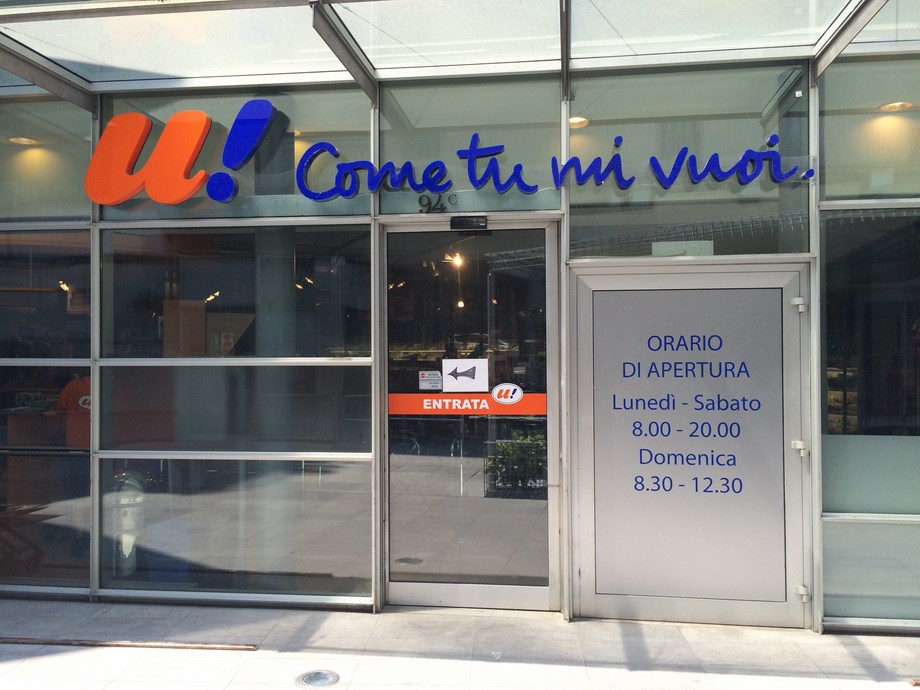 u! Come tu mi vuoi.
94c
ENTRATA u!
ORARIO
DI APERTURA
Lunedì - Sabato
8.00 - 20.00
Domenica
8.30 - 12.30